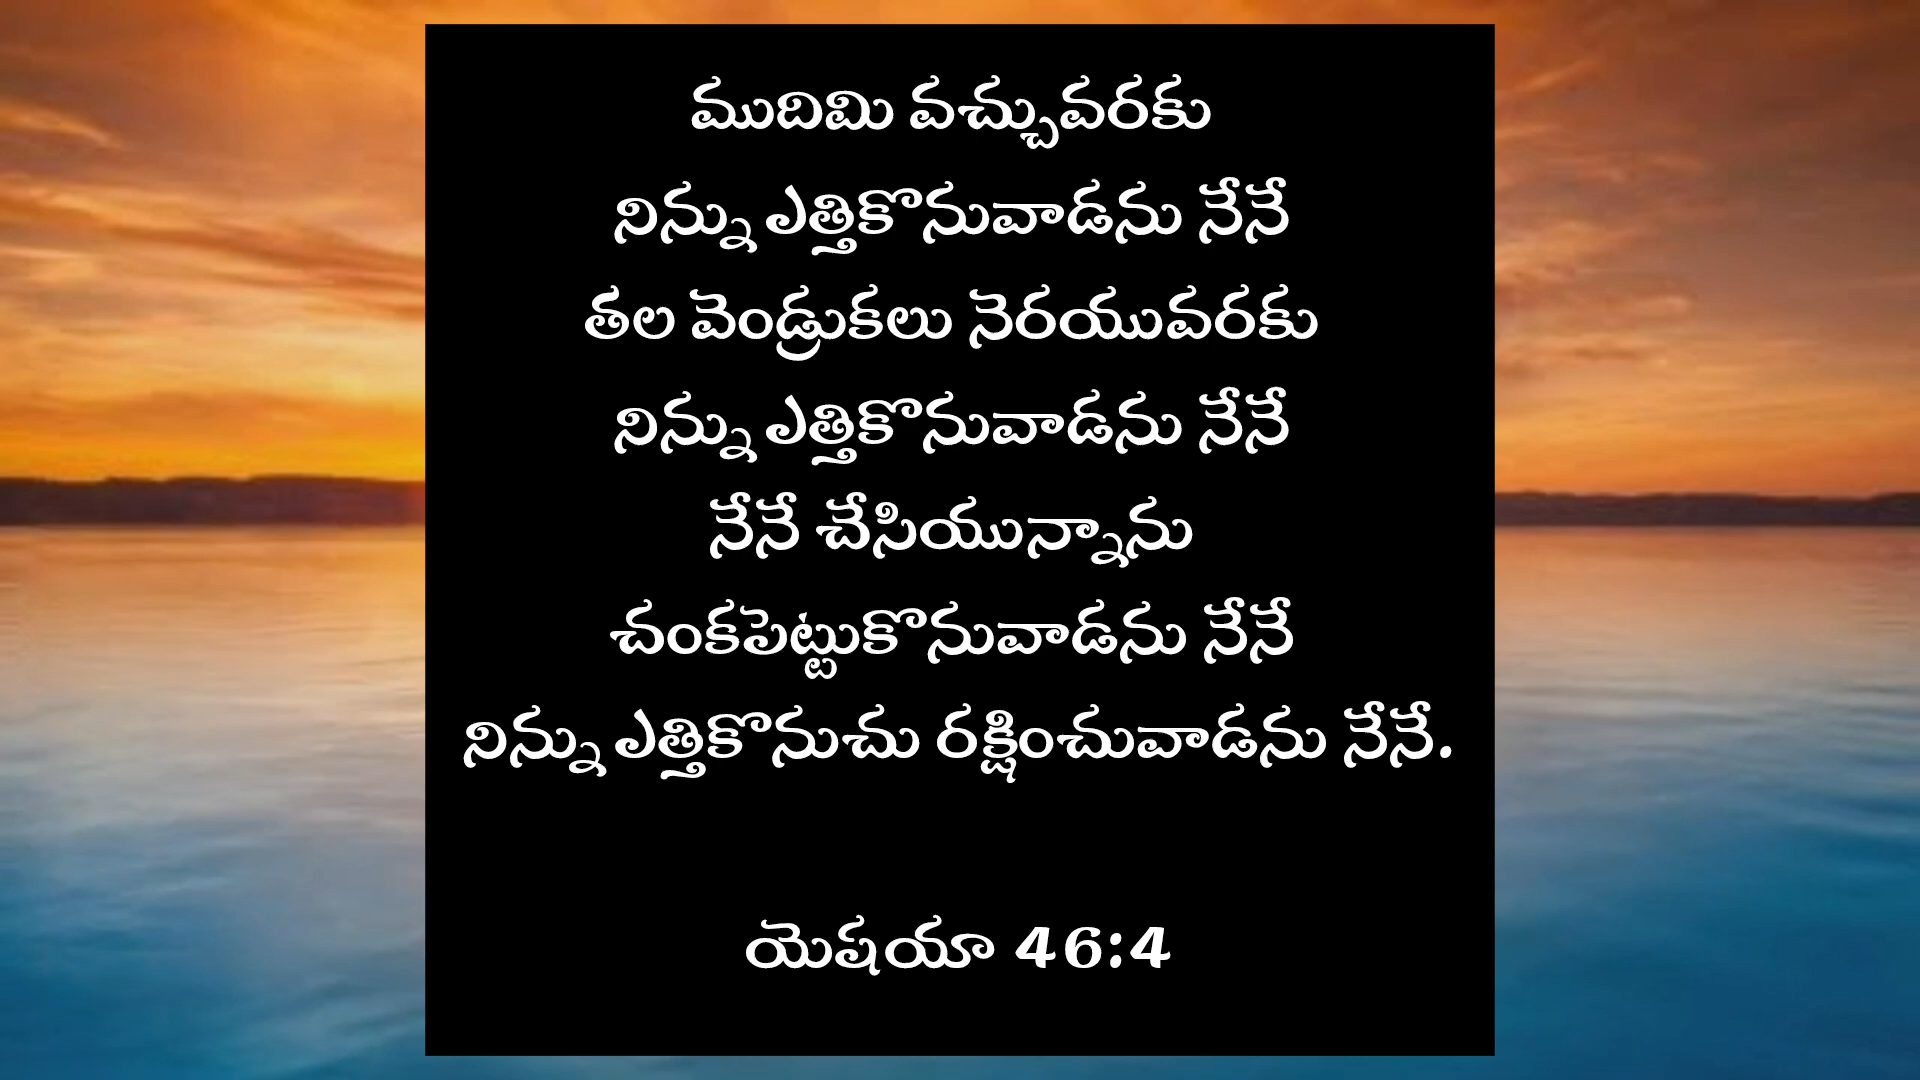 ముదిమి వచ్చువరకు
నిన్ను ఎత్తికొనువాడను నేనే
తల వెండ్రుకలు నెరయువరకు
నిన్ను ఎత్తికొనువాడను నేనే
నేనే చేసియున్నాను
చంకపెట్టుకొనువాడను నేనే
నిన్ను ఎత్తికొనుచు రక్షించువాడను నేనే.
యెషయా 46:4